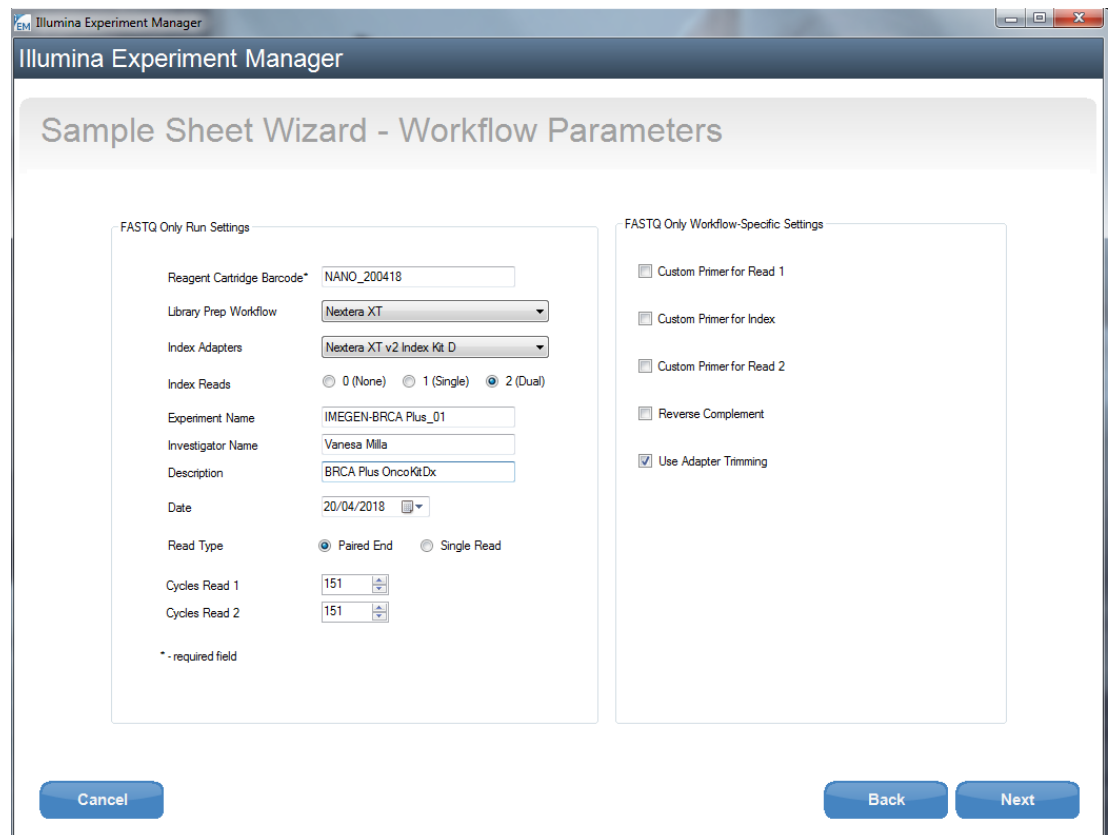 EM Illumina Experiment Manager
Illumina Experiment Manager
Sample Sheet Wizard - Workflow Parameters
FASTQ Only Run Settings
Reagent Cartridge Barcode* NANO_200418
Library Prep Workflow Nextera XT
Index Adapters Nextera XT v2 Index Kit D
Index Reads 0 (None) 1 (Single) 2 (Dual)
Experiment Name IMEGEN-BRCA Plus_01
Investigator Name Vanesa Milla
Description BRCA Plus OncoKitDx
Date 20/04/2018
Read Type Paired End Single Read
Cycles Read 1 151
Cycles Read 2 151
* - required field
FASTQ Only Workflow-Specific Settings
Custom Primer for Read 1
Custom Primer for Index
Custom Primer for Read 2
Reverse Complement
Use Adapter Trimming
Cancel Back Next